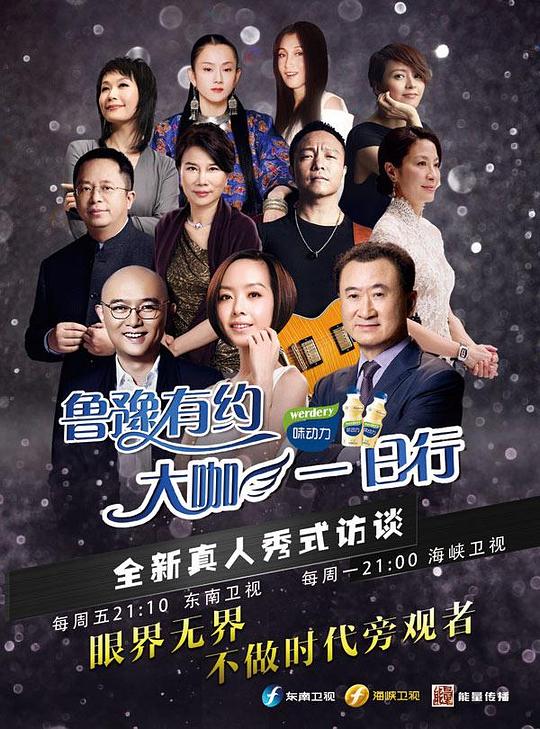 鲁豫有约
werdery
味动力
大咖一日行
全新真人秀式访谈
每周五21:10 东南卫视
每周一21:00 海峡卫视
眼界无界
不做时代旁观者
东南卫视
海峡卫视
能量传播